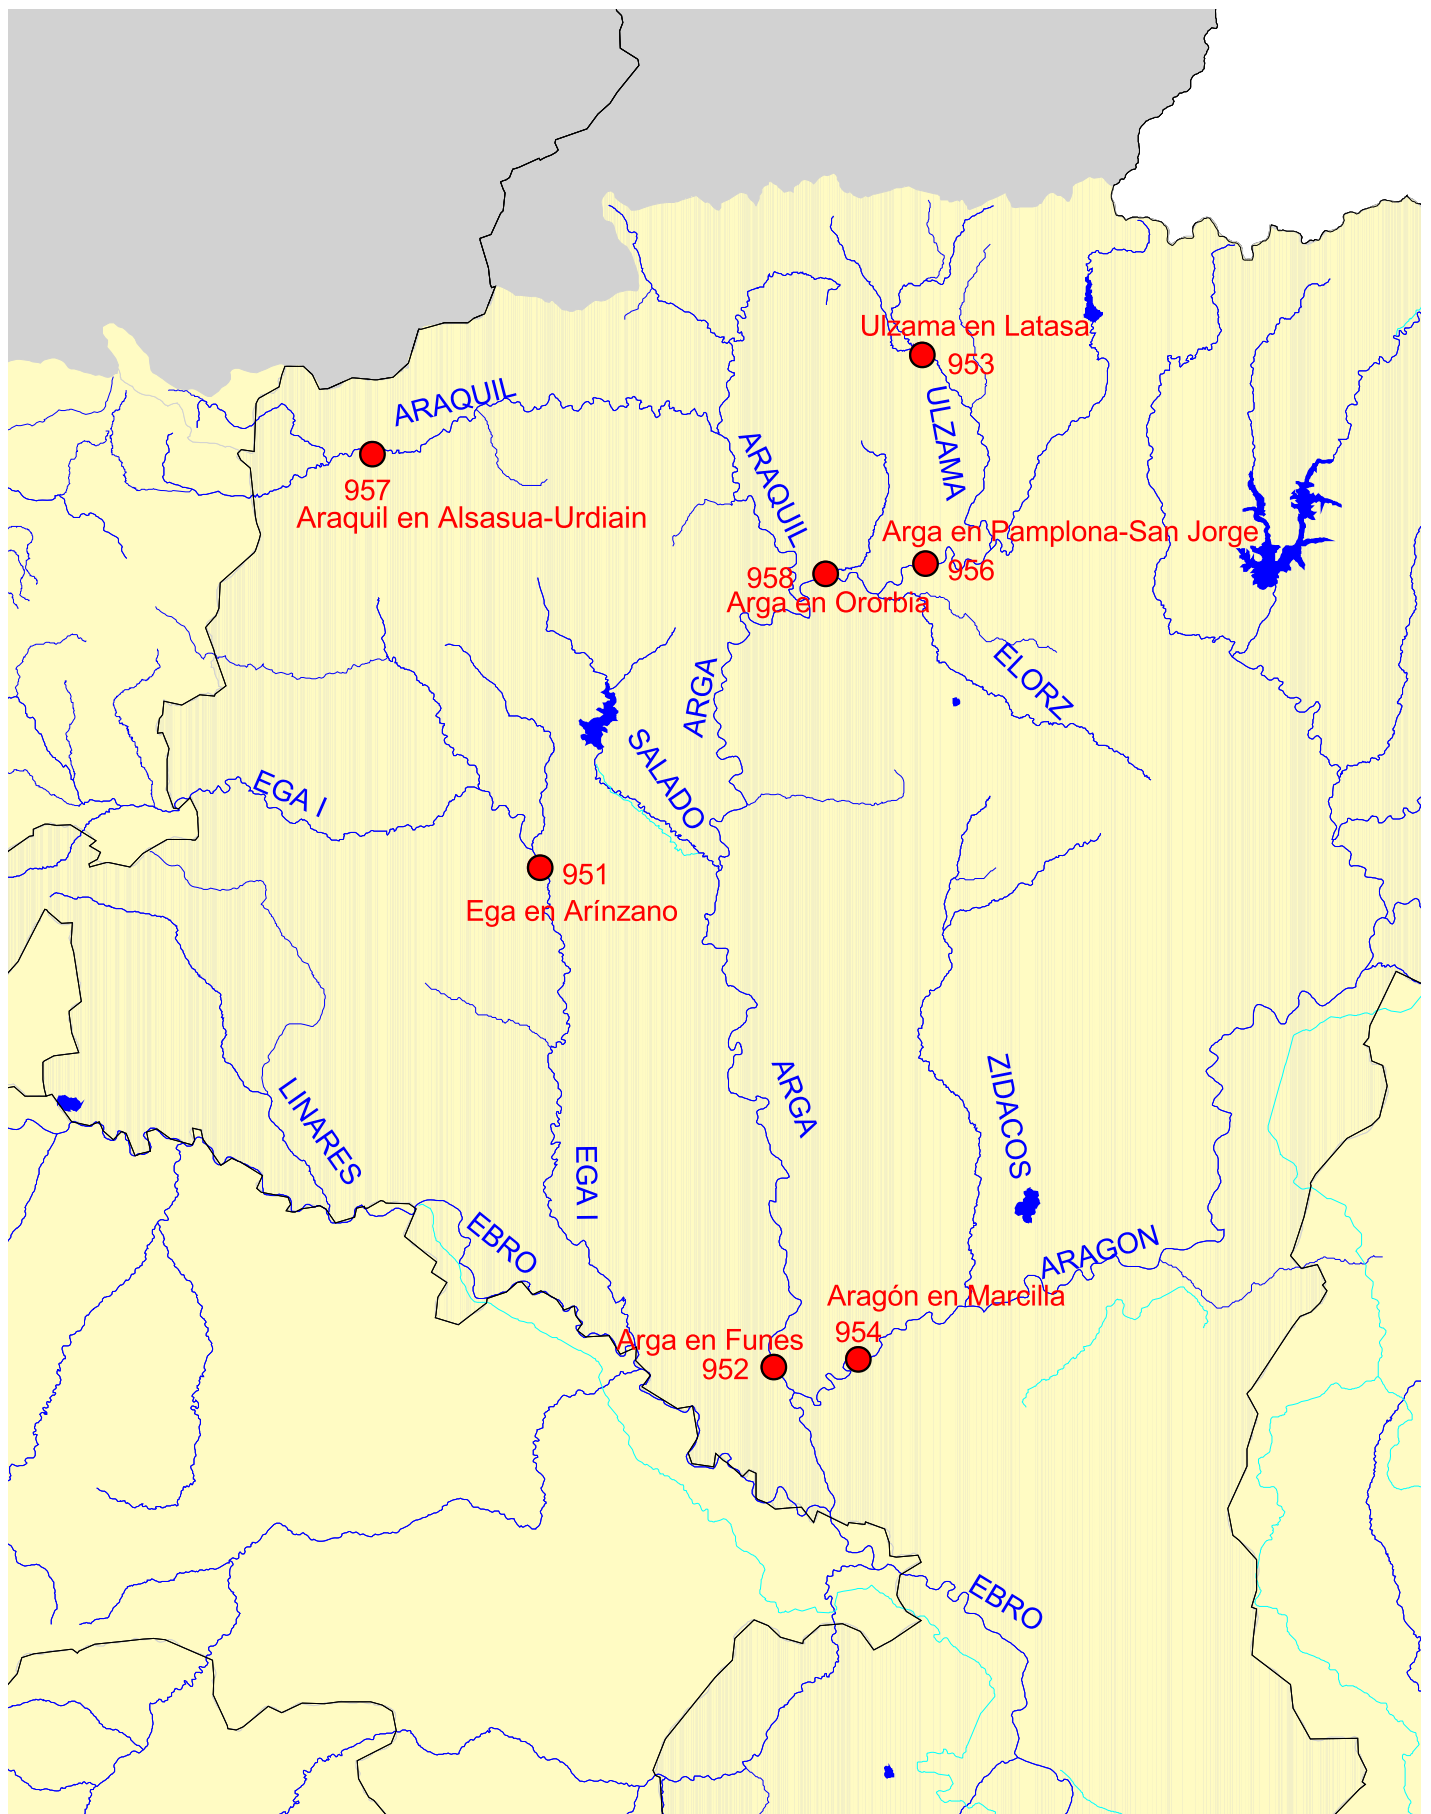 Ulzama en Latasa
953
ARAQUIL
ULZAMA
ARAQUIL
957
Araquil en Alsasua-Urdiain
Arga en Pamplona-San Jorge
956
958
Arga en Ororbia
ELORZ
ARGA
SALADO
EGA I
951
Ega en Arínzano
ARGA
ZIDACOS
LINARES
EGA I
EBRO
ARAGON
Aragón en Marcilla
954
Arga en Funes
952
EBRO